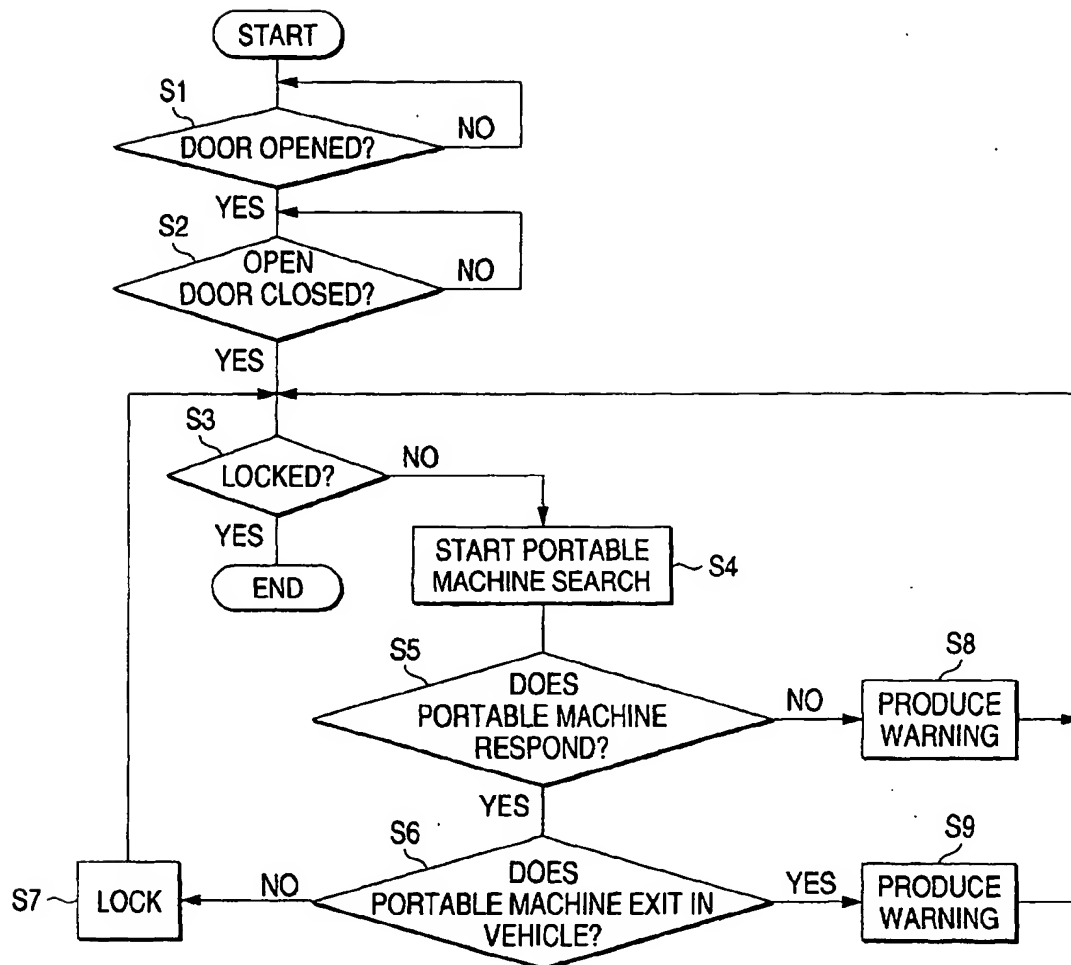 START
S1
DOOR OPENED?
NO
YES
S2
OPEN
DOOR CLOSED?
NO
YES
S3
LOCKED?
NO
YES
END
START PORTABLE
MACHINE SEARCH
S4
S5
DOES
PORTABLE MACHINE
RESPOND?
NO
S8
PRODUCE
WARNING
YES
S6
DOES
PORTABLE MACHINE EXIT IN
VEHICLE?
NO
S7
LOCK
YES
S9
PRODUCE
WARNING